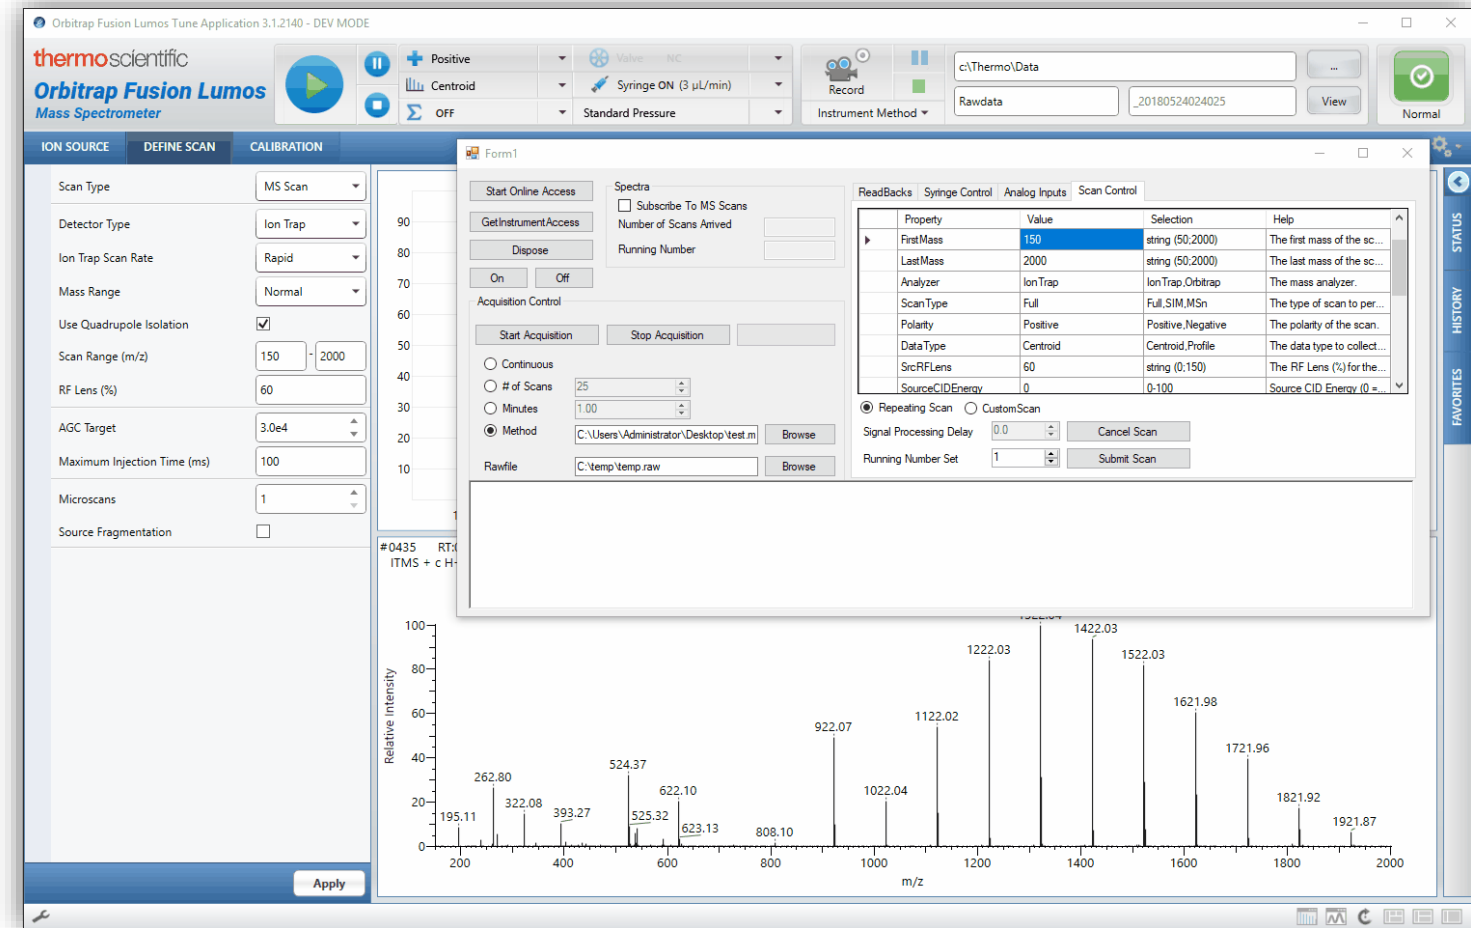 Orbitrap Fusion Lumos Tune Application 3.1.2140 - DEV MODE
thermoscientific
Orbitrap Fusion Lumos
Mass Spectrometer
Positive
Centroid
OFF
Valve NC
Syringe ON (3 µL/min)
Standard Pressure
Record
Instrument Method
c:\Thermo\Data
...
Rawdata
_20180524024025
View
Normal
ION SOURCE DEFINE SCAN CALIBRATION
Scan Type MS Scan
Detector Type Ion Trap
Ion Trap Scan Rate Rapid
Mass Range Normal
Use Quadrupole Isolation
Scan Range (m/z) 150 - 2000
RF Lens (%) 60
AGC Target 3.0e4
Maximum Injection Time (ms) 100
Microscans 1
Source Fragmentation
Apply
90
80
70
60
50
40
30
20
10
Form1
Start Online Access
GetInstrumentAccess
Dispose
On Off
Spectra
Subscribe To MS Scans
Number of Scans Arrived
Running Number
Acquisition Control
Start Acquisition Stop Acquisition
Continuous
# of Scans 25
Minutes 1.00
Method C:\Users\Administrator\Desktop\test.m Browse
Rawfile C:\temp\temp.raw Browse
ReadBacks Syringe Control Analog Inputs Scan Control
Property Value Selection Help
FirstMass 150 string (50;2000) The first mass of the sc...
LastMass 2000 string (50;2000) The last mass of the sc...
Analyzer IonTrap IonTrap,Orbitrap The mass analyzer.
ScanType Full Full,SIM,MSn The type of scan to per...
Polarity Positive Positive,Negative The polarity of the scan.
DataType Centroid Centroid,Profile The data type to collect...
SrcRFLens 60 string (0;150) The RF Lens (%) for the...
SourceCIDEnergy 0 0-100 Source CID Energy (0 =...
Repeating Scan CustomScan
Signal Processing Delay 0.0 Cancel Scan
Running Number Set 1 Submit Scan
STATUS
HISTORY
FAVORITES
#0435 RT:
ITMS + c
Relative Intensity
100
80
60
40
20
0
195.11
262.80
322.08
393.27
524.37
525.32
622.10
623.13
808.10
922.07
1022.04
1122.02
1222.03
1422.03
1522.03
1621.98
1721.96
1821.92
1921.87
200 400 600 800 1000 1200 1400 1600 1800 2000
m/z